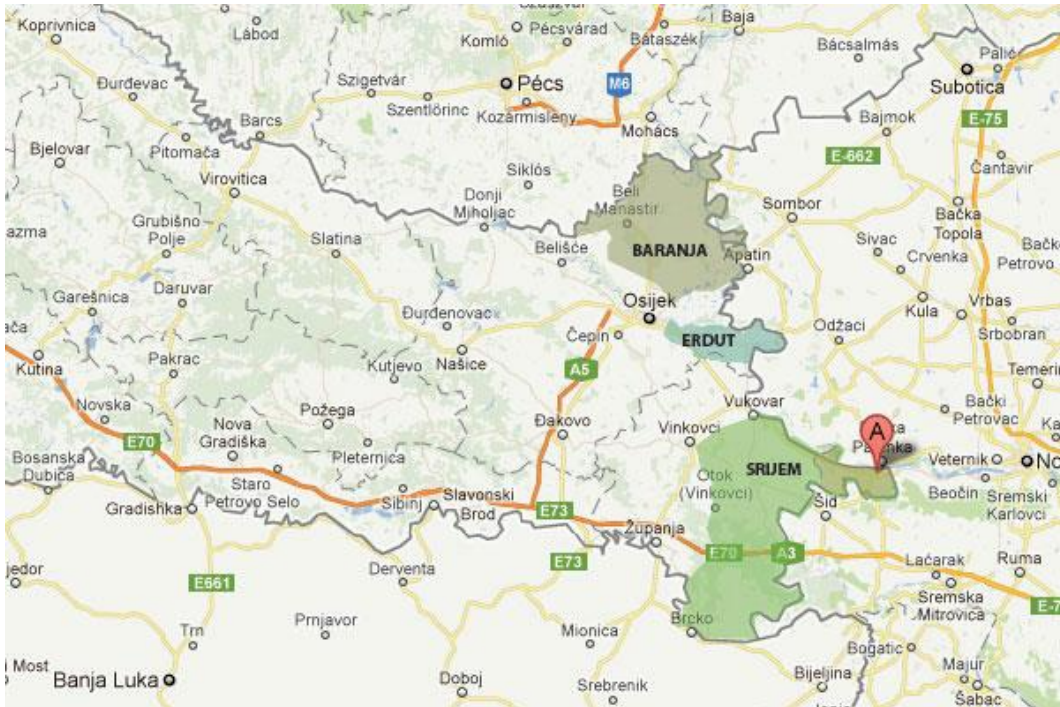 Koprivnica
Lábod
Komló
Pécsvárad
Bátaszék
Baja
Bácsalmás
Palić
Subotica
Đurđevac
Szigetvár
Pécs
M6
Szentlőrinc
Kozármisleny
Mohács
Bajmok
E-75
Barcs
Pitomača
Bjelovar
Virovitica
Siklós
E-662
Čantavir
Donji
Miholjac
Beli
Manastir
Sombor
Bačka
Topola
Grubišno
Polje
Slatina
Belišće
BARANJA
Apatin
Sivac
Crvenka
Petrovo
Garešnica
Daruvar
Đurđenovac
Osijek
Kula
Vrbas
Srbobran
Čepin
ERDUT
Odžaci
Kutina
Pakrac
Kutjevo
Našice
A5
Novska
Požega
Đakovo
Vukovar
Bački
Petrovac
E70
Nova
Gradiška
Pleternica
Vinkovci
SRIJEM
A
Veternik
Bosanska
Dubica
Staro
Petrovo Selo
Otok
(Vinkovci)
Beočin
Sremski
Karlovci
Gradishka
Sibinj
Slavonski
Brod
E73
Šid
Županja
E70
A3
E73
Laćarak
Ruma
E661
Derventa
Sremska
Mitrovica
Prnjavor
Trn
Mionica
Brcko
Bogatic
Most
Banja Luka
Doboj
Srebrenik
Bijeljina
Majur
Šabac